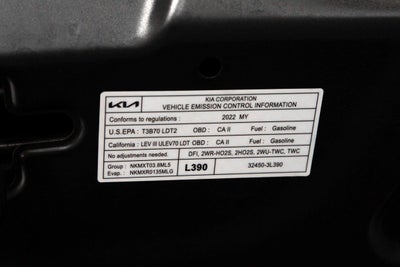 KIA
KIA CORPORATION
VEHICLE EMISSION CONTROL INFORMATION
Conforms to regulations : 2022 MY
U.S.EPA : T3B70 LDT2 OBD : CA II Fuel : Gasoline
California : LEV III ULEV70 LDT OBD : CA II Fuel : Gasoline
No adjustments needed. DFI, 2WR-HO2S, 2HO2S, 2WU-TWC, TWC
Group : NKMXT03.8ML5
Evap. : NKMXR0135MLG
L390
32450-3L390